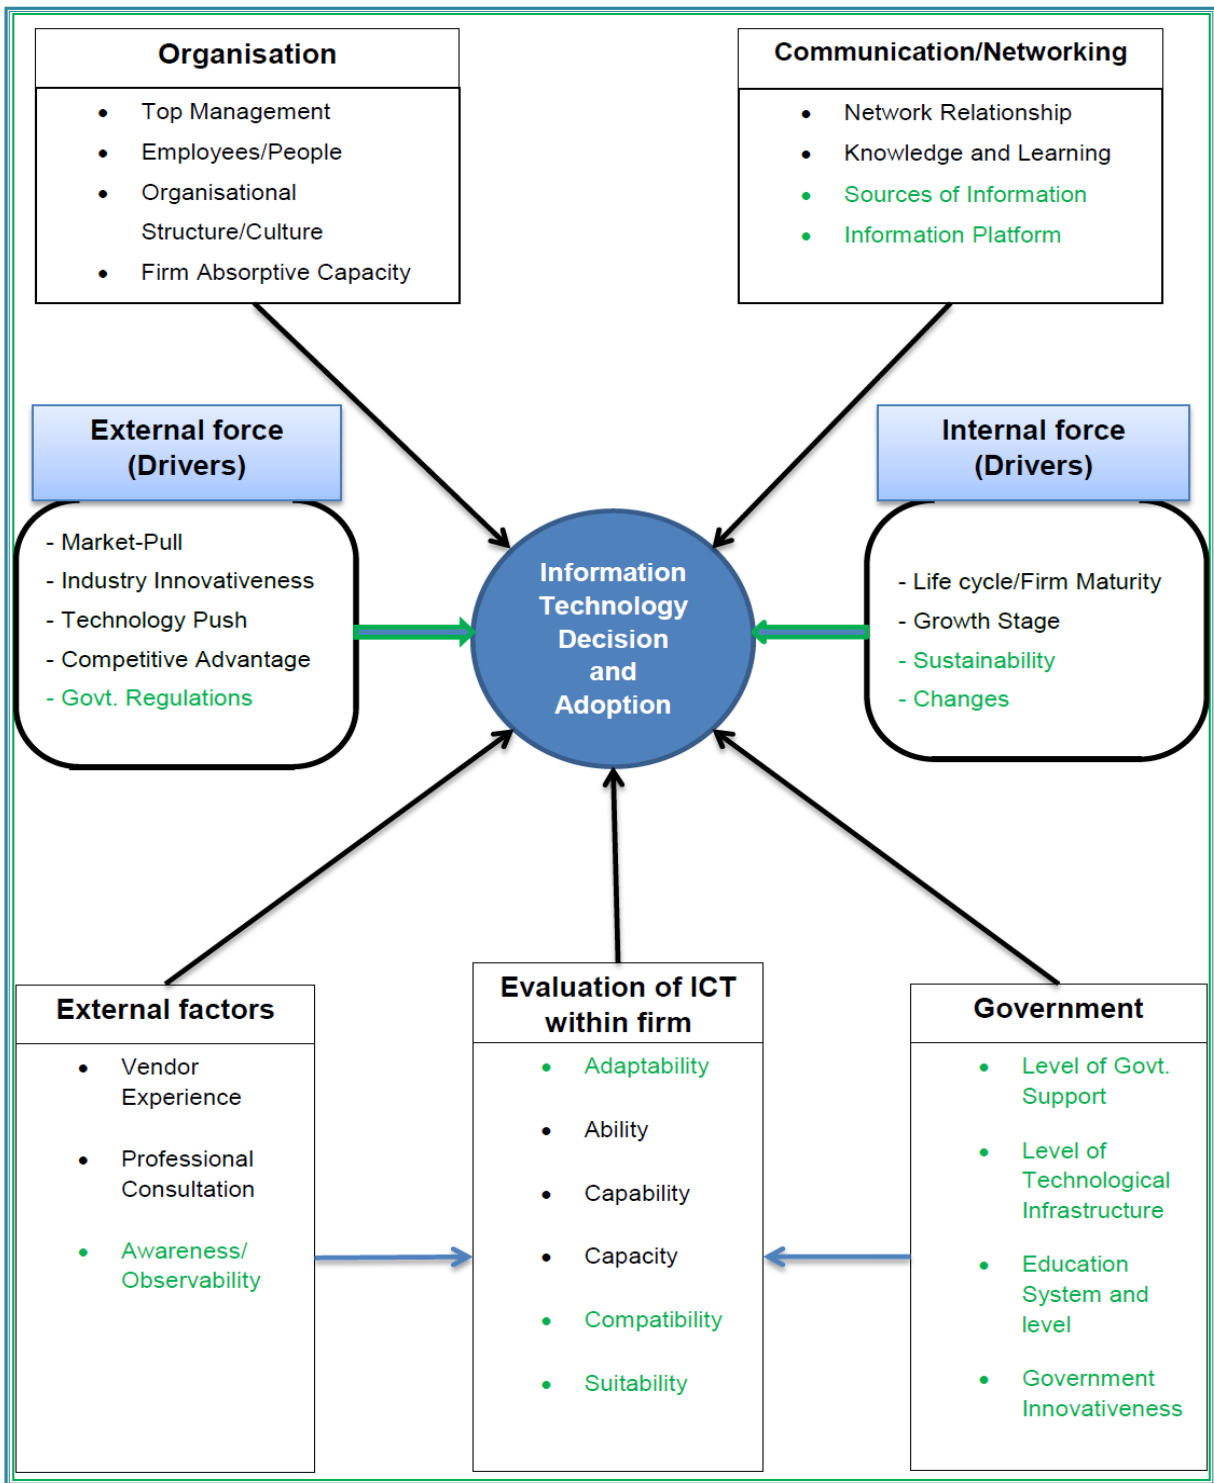 Organisation
• Top Management
• Employees/People
• Organisational
Structure/Culture
• Firm Absorptive Capacity
Communication/Networking
• Network Relationship
• Knowledge and Learning
• Sources of Information
• Information Platform
External force
(Drivers)
- Market-Pull
- Industry Innovativeness
- Technology Push
- Competitive Advantage
- Govt. Regulations
Information
Technology
Decision
and
Adoption
Internal force
(Drivers)
- Life cycle/Firm Maturity
- Growth Stage
- Sustainability
- Changes
External factors
• Vendor
Experience
• Professional
Consultation
• Awareness/
Observability
Evaluation of ICT
within firm
• Adaptability
• Ability
• Capability
• Capacity
• Compatibility
• Suitability
Government
• Level of Govt.
Support
• Level of
Technological
Infrastructure
• Education
System and
level
• Government
Innovativeness